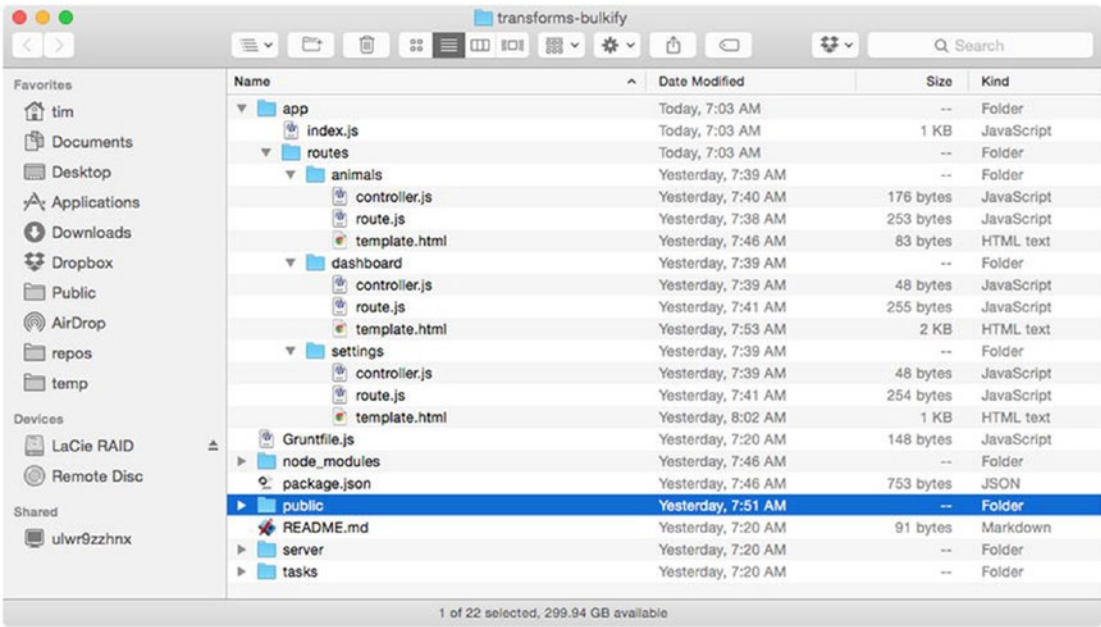 transforms-bulkify
Search
Favorites
tim
Documents
Desktop
Applications
Downloads
Dropbox
Public
AirDrop
repos
temp
Devices
LaCie RAID
Remote Disc
Shared
ulwr9zzhnx
Name Date Modified Size Kind
app Today, 7:03 AM -- Folder
index.js Today, 7:03 AM 1 KB JavaScript
routes Today, 7:03 AM -- Folder
animals Yesterday, 7:39 AM -- Folder
controller.js Yesterday, 7:40 AM 176 bytes JavaScript
route.js Yesterday, 7:38 AM 253 bytes JavaScript
template.html Yesterday, 7:46 AM 83 bytes HTML text
dashboard Yesterday, 7:39 AM -- Folder
controller.js Yesterday, 7:39 AM 48 bytes JavaScript
route.js Yesterday, 7:41 AM 255 bytes JavaScript
template.html Yesterday, 7:53 AM 2 KB HTML text
settings Yesterday, 7:39 AM -- Folder
controller.js Yesterday, 7:39 AM 48 bytes JavaScript
route.js Yesterday, 7:41 AM 254 bytes JavaScript
template.html Yesterday, 8:02 AM 1 KB HTML text
Gruntfile.js Yesterday, 7:20 AM 148 bytes JavaScript
node_modules Yesterday, 7:46 AM -- Folder
package.json Yesterday, 7:46 AM 753 bytes JSON
public Yesterday, 7:51 AM -- Folder
README.md Yesterday, 7:20 AM 91 bytes Markdown
server Yesterday, 7:20 AM -- Folder
tasks Yesterday, 7:20 AM -- Folder
1 of 22 selected, 299.94 GB available